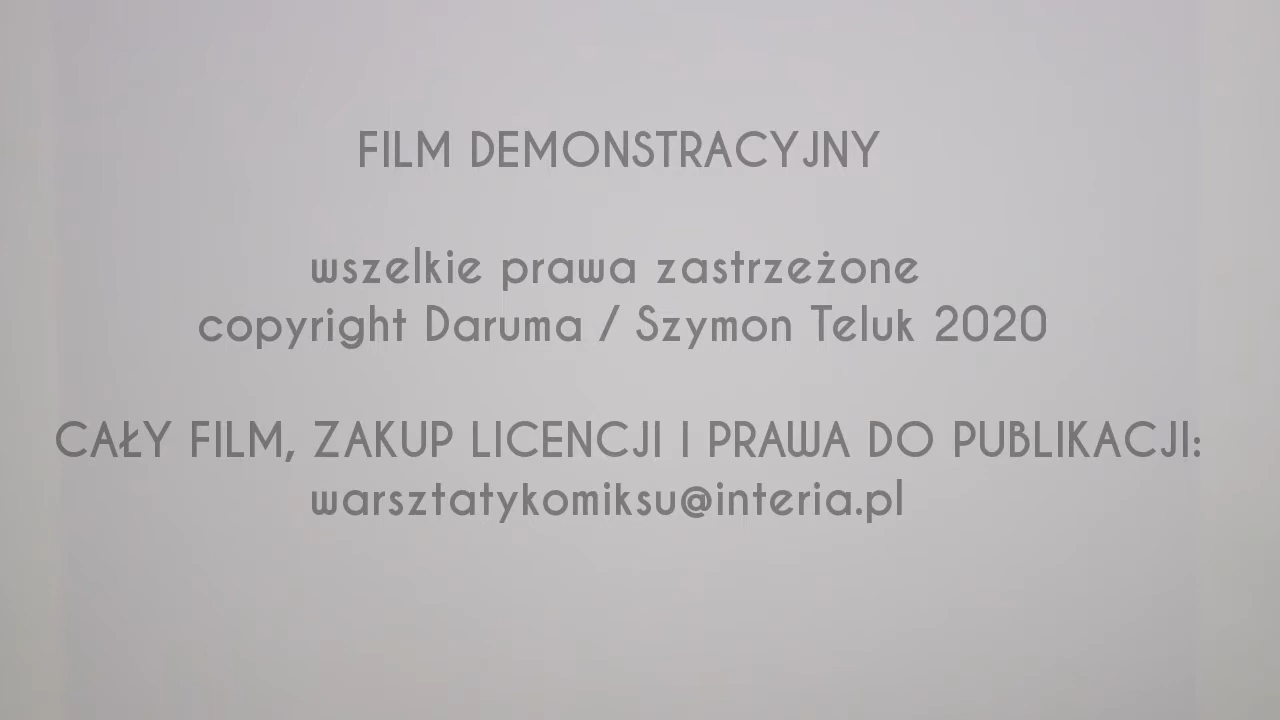 FILM DEMONSTRACYJNY
wszelkie prawa zastrzeżone
copyright Daruma / Szymon Teluk 2020
CAŁY FILM, ZAKUP LICENCJI I PRAWA DO PUBLIKACJI:
warsztatykomiksu@interia.pl